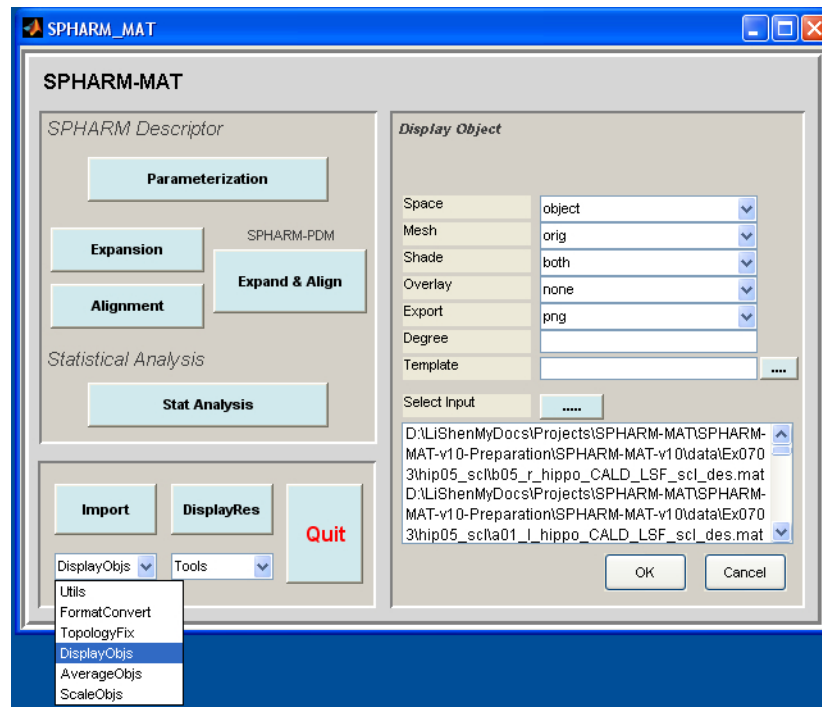 SPHARM_MAT
SPHARM-MAT
SPHARM Descriptor
Parameterization
Expansion
SPHARM-PDM
Expand & Align
Alignment
Statistical Analysis
Stat Analysis
Import
DisplayRes
Quit
DisplayObjs
Tools
Utils
FormatConvert
TopologyFix
DisplayObjs
AverageObjs
ScaleObjs
Display Object
Space
object
Mesh
orig
Shade
both
Overlay
none
Export
png
Degree
Template
....
Select Input
.....
D:\LiShenMyDocs\Projects\SPHARM-MAT\SPHARM-
MAT-v10-Preparation\SPHARM-MAT-v10\data\Ex070
3\hip05_scl\b05_r_hippo_CALD_LSF_scl_des.mat
D:\LiShenMyDocs\Projects\SPHARM-MAT\SPHARM-
MAT-v10-Preparation\SPHARM-MAT-v10\data\Ex070
3\hip05_scl\a01_l_hippo_CALD_LSF_scl_des.mat
OK
Cancel